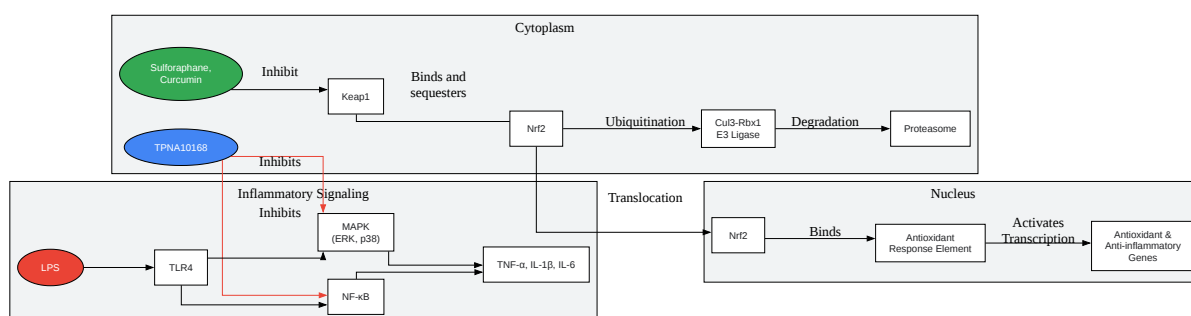 Cytoplasm
Sulforaphane,
Curcumin
Inhibit
Keap1
Binds and
sequesters
Nrf2
Ubiquitination
Cul3-Rbx1
E3 Ligase
Degradation
Proteasome
TPNA10168
Inhibits
Inflammatory Signaling
Inhibits
MAPK
(ERK, p38)
LPS
TLR4
NF-κB
TNF-α, IL-1β, IL-6
Translocation
Nucleus
Nrf2
Binds
Antioxidant
Response Element
Activates
Transcription
Antioxidant &
Anti-inflammatory
Genes